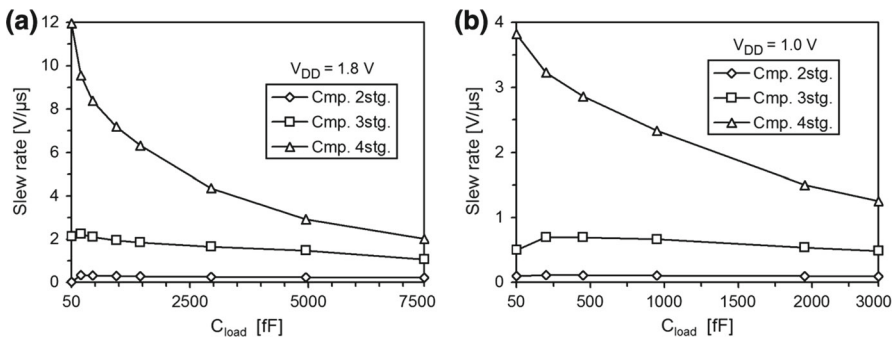 (a)
12
10
8
6
4
2
0
Slew rate [V/µs]
V_DD = 1.8 V
Cmp. 2stg.
Cmp. 3stg.
Cmp. 4stg.
50
2500
5000
7500
C_load [fF]
(b)
4
3
2
1
0
Slew rate [V/µs]
V_DD = 1.0 V
Cmp. 2stg.
Cmp. 3stg.
Cmp. 4stg.
50
500
1000
1500
2000
3000
C_load [fF]